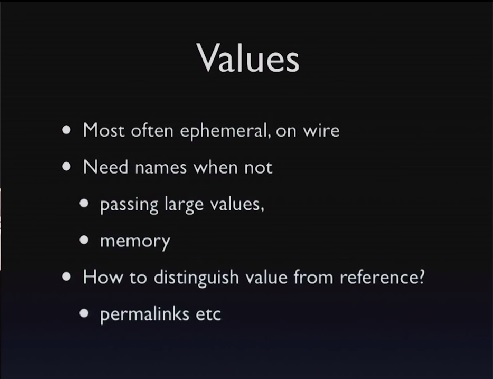 Values
• Most often ephemeral, on wire
• Need names when not
• passing large values,
• memory
• How to distinguish value from reference?
• permalinks etc